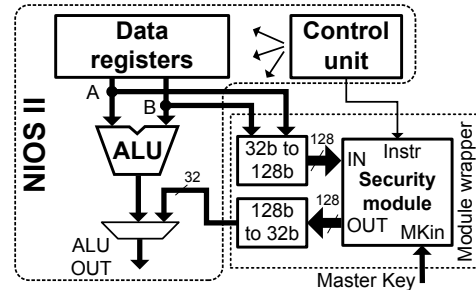 Data
registers
Control
unit
NIOS II
A
B
ALU
32b to
128b
128
IN
Instr
Security
module
128b
to 32b
128
OUT
MKin
32
ALU
OUT
Module wrapper
Master Key